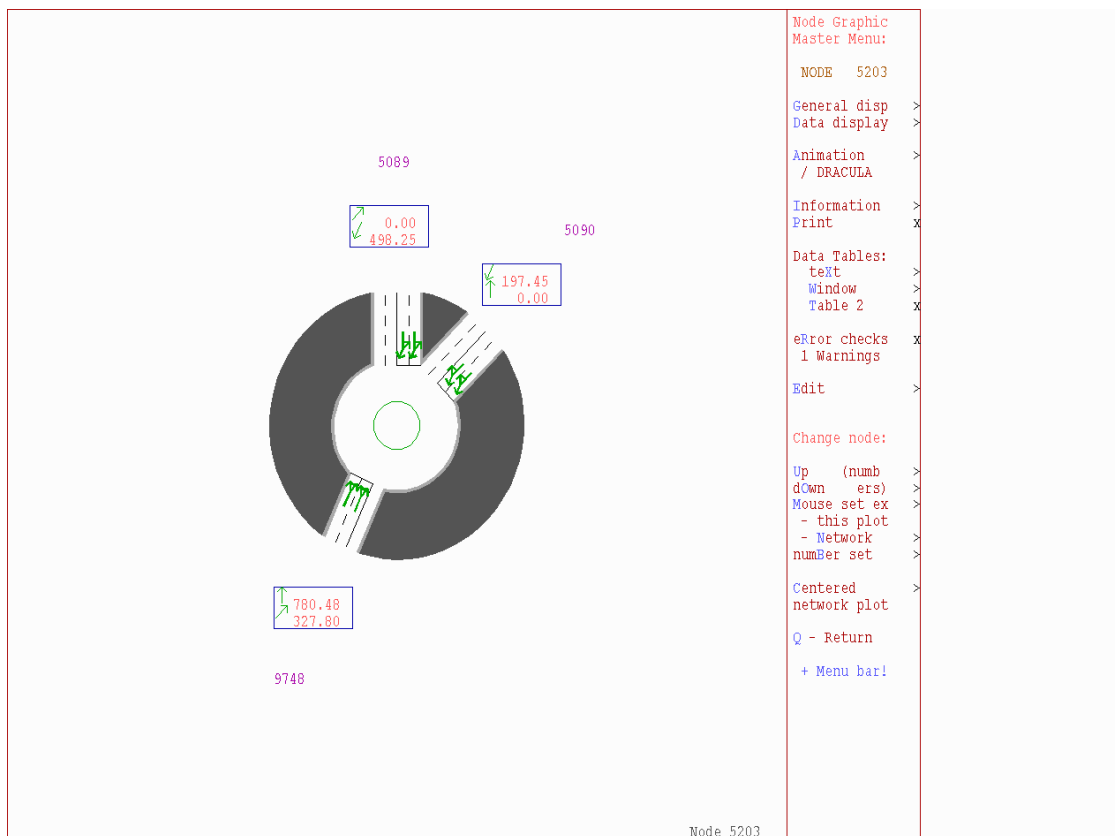 5089
0.00
498.25
5090
197.45
0.00
780.48
327.80
9748
Node 5203
Node Graphic
Master Menu:
NODE 5203
General disp >
Data display >
Animation >
/ DRACULA
Information >
Print x
Data Tables:
teXt >
Window >
Table 2 x
eRror checks x
1 Warnings
Edit >
Change node:
Up (numb >
dOwn ers) >
Mouse set ex >
- this plot
- Network >
numBer set >
Centered >
network plot
Q - Return
+ Menu bar!